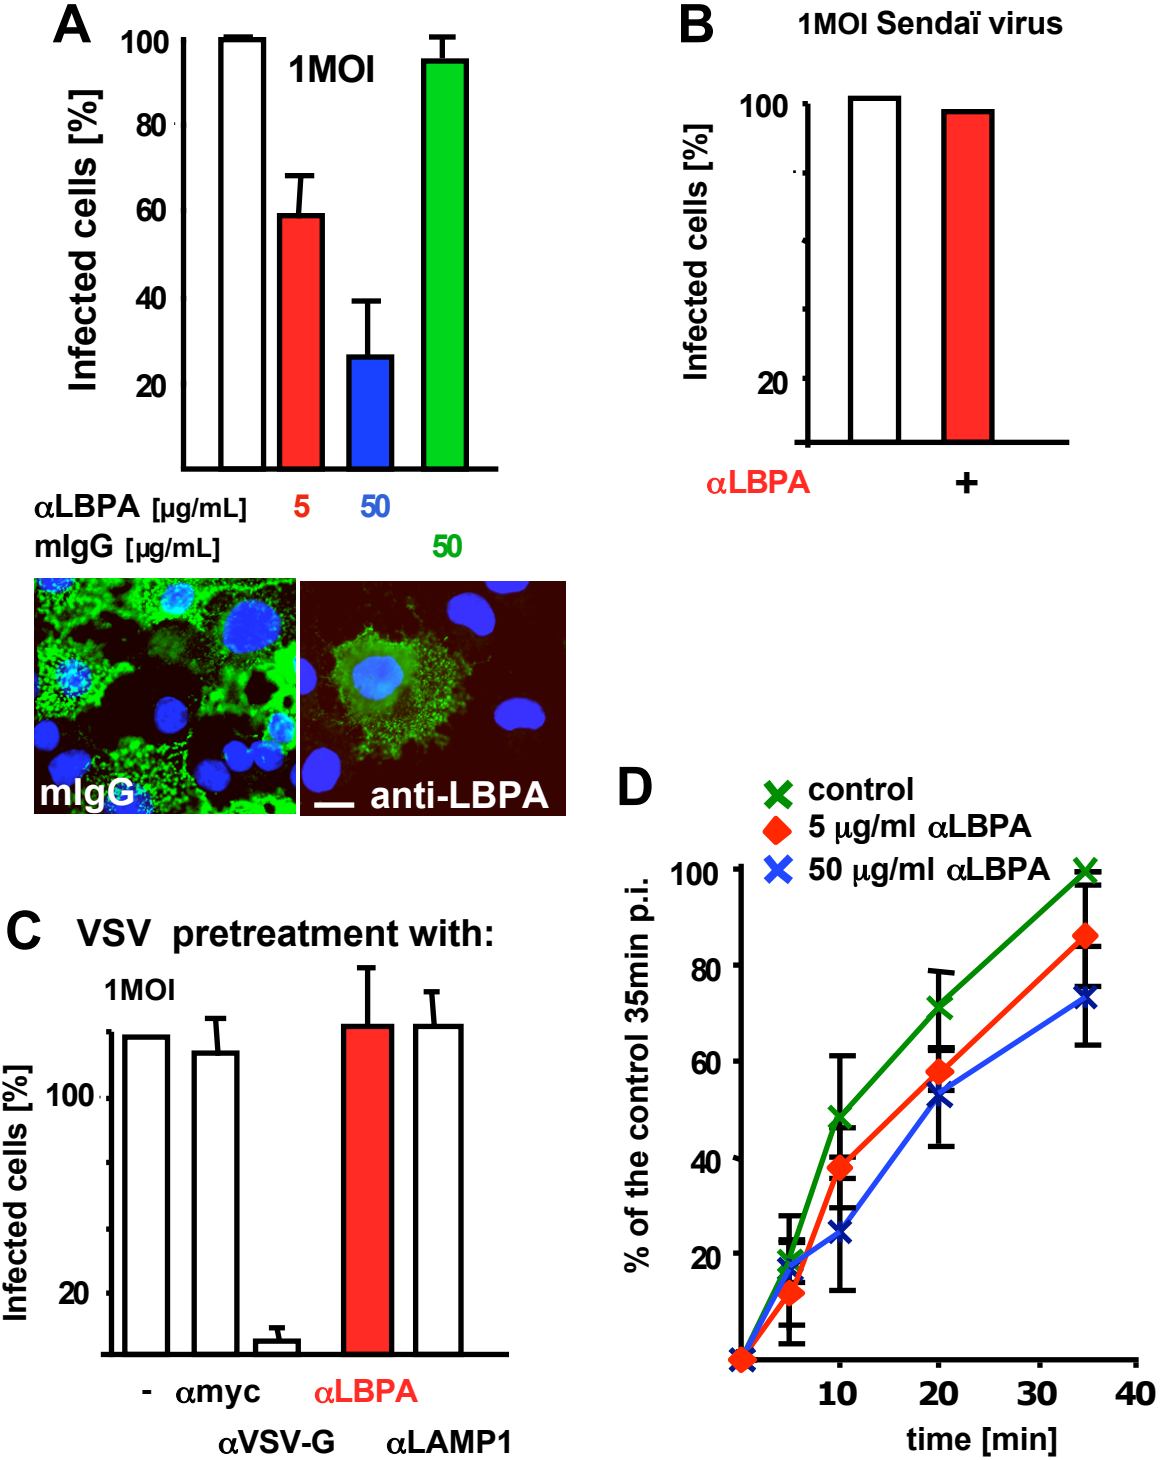 A
100
1MOI
80
60
40
20
Infected cells [%]
αLBPA [µg/mL] 5 50
mIgG [µg/mL] 50
mIgG
anti-LBPA
B
1MOI Sendaï virus
100
20
Infected cells [%]
αLBPA +
C
VSV pretreatment with:
1MOI
100
20
Infected cells [%]
- αmyc αLBPA
αVSV-G αLAMP1
D
control
5 µg/ml αLBPA
50 µg/ml αLBPA
100
80
60
40
20
% of the control 35min p.i.
10 20 30 40
time [min]